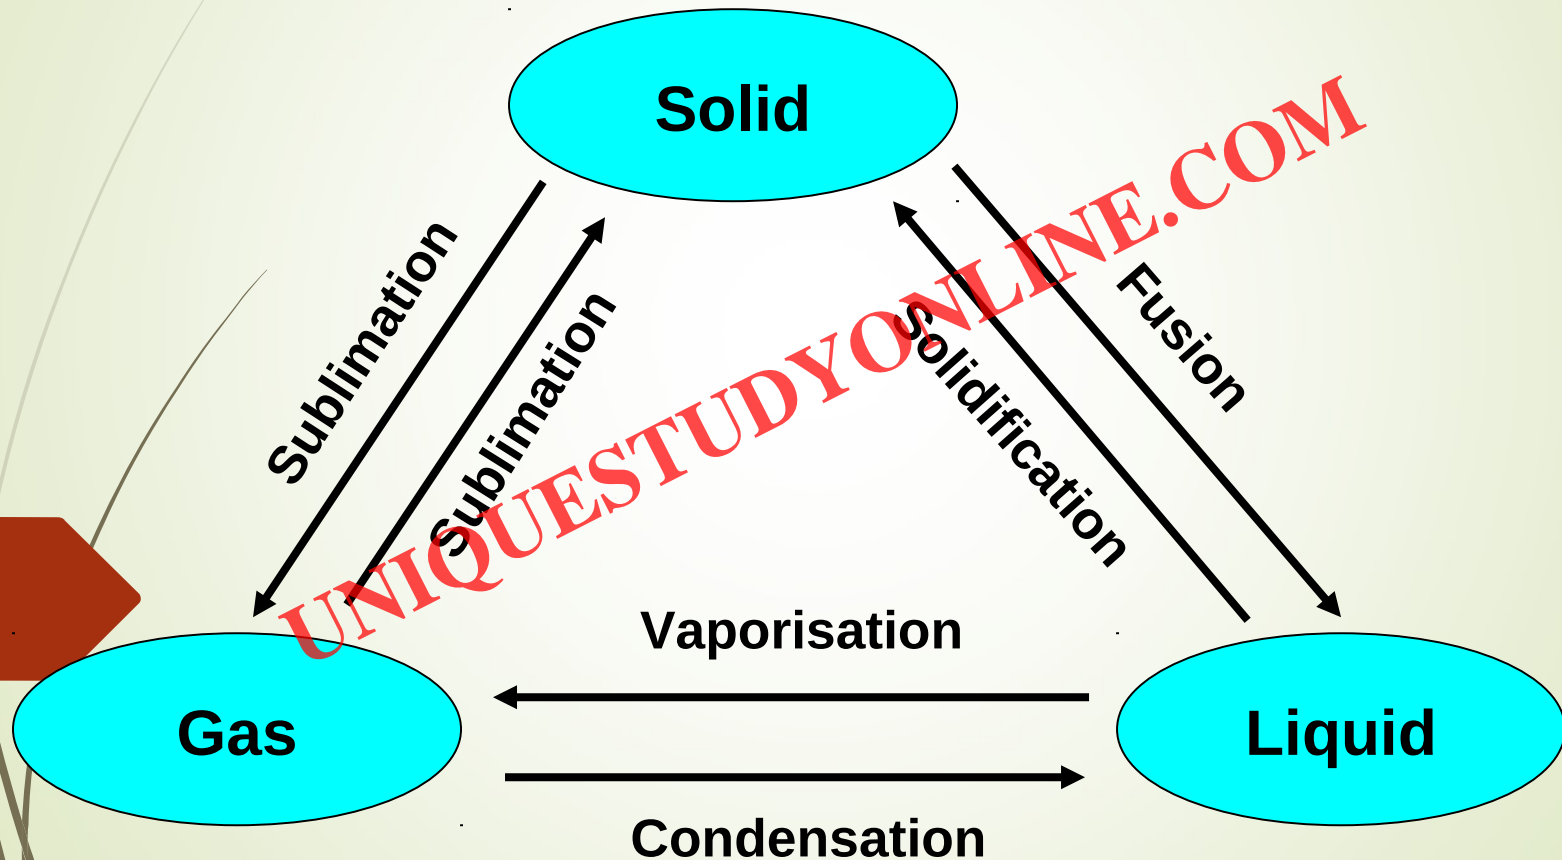 Solid
Sublimation
Sublimation
Solidification
Fusion
UNIQUESTUDYONLINE.COM
Vaporisation
Gas
Liquid
Condensation